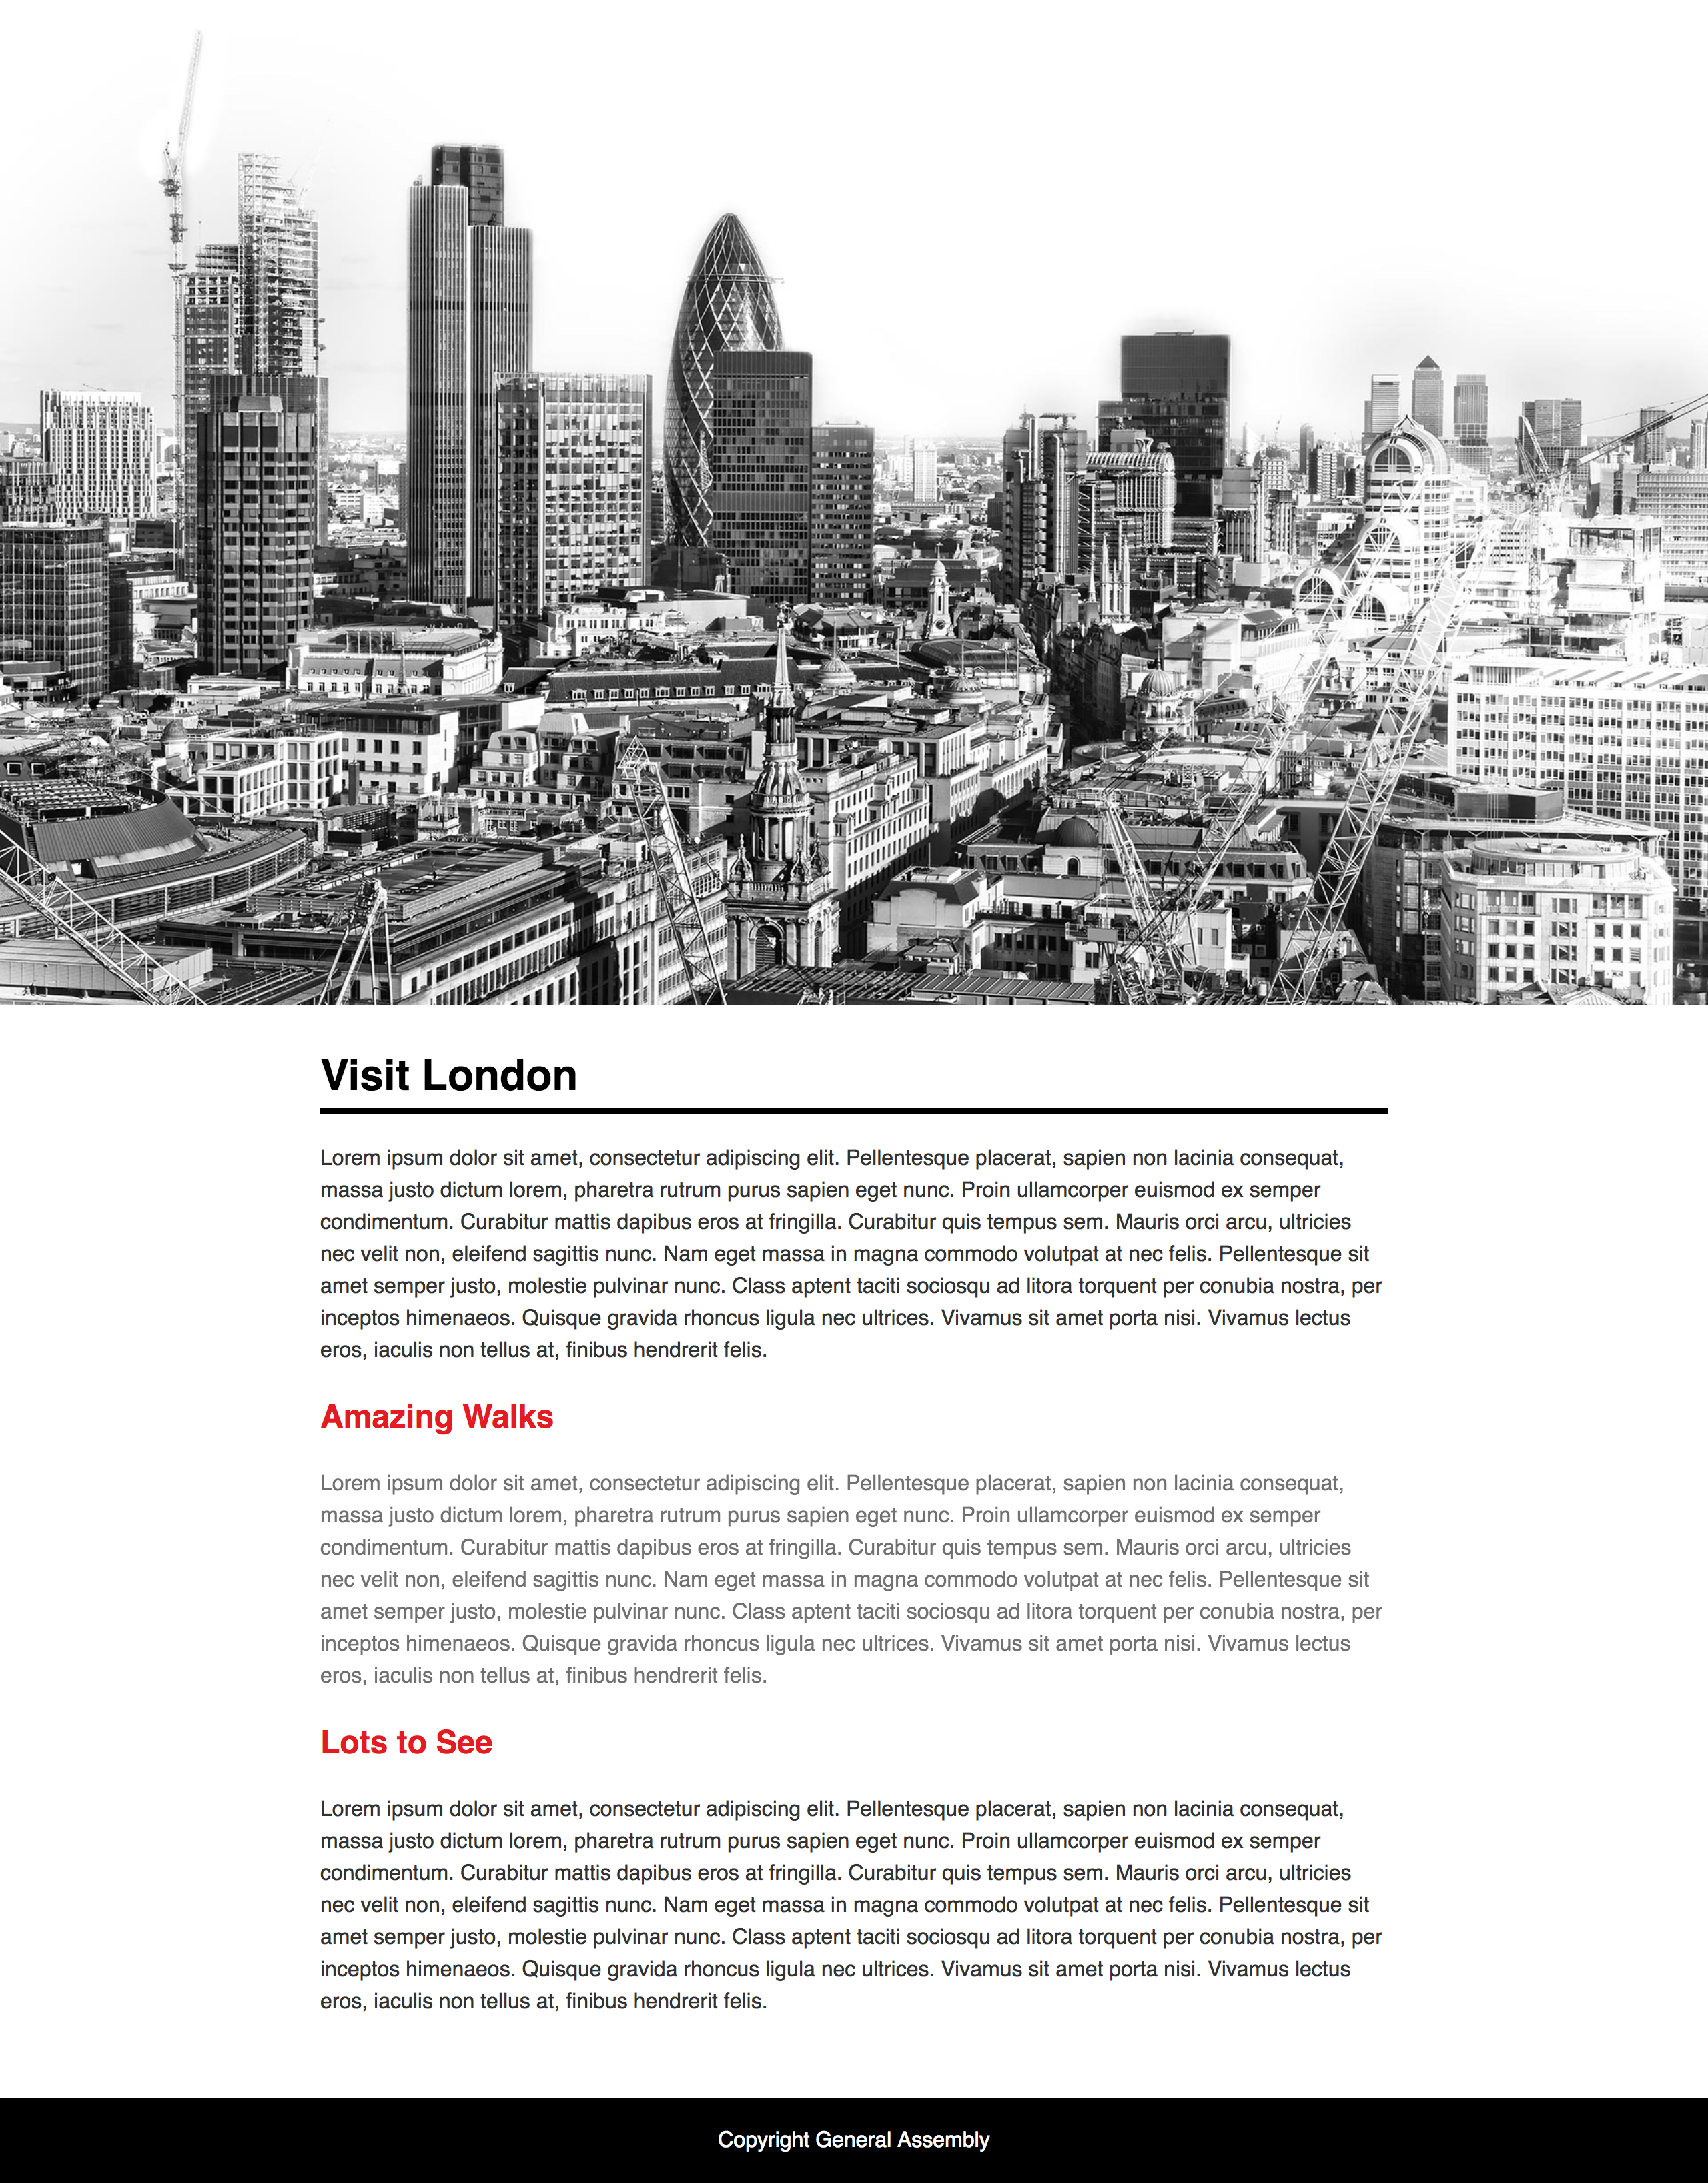 Visit London
Lorem ipsum dolor sit amet, consectetur adipiscing elit. Pellentesque placerat, sapien non lacinia consequat,
massa justo dictum lorem, pharetra rutrum purus sapien eget nunc. Proin ullamcorper euismod ex semper
condimentum. Curabitur mattis dapibus eros at fringilla. Curabitur quis tempus sem. Mauris orci arcu, ultricies
nec velit non, eleifend sagittis nunc. Nam eget massa in magna commodo volutpat at nec felis. Pellentesque sit
amet semper justo, molestie pulvinar nunc. Class aptent taciti sociosqu ad litora torquent per conubia nostra, per
inceptos himenaeos. Quisque gravida rhoncus ligula nec ultrices. Vivamus sit amet porta nisi. Vivamus lectus
eros, iaculis non tellus at, finibus hendrerit felis.
Amazing Walks
Lorem ipsum dolor sit amet, consectetur adipiscing elit. Pellentesque placerat, sapien non lacinia consequat,
massa justo dictum lorem, pharetra rutrum purus sapien eget nunc. Proin ullamcorper euismod ex semper
condimentum. Curabitur mattis dapibus eros at fringilla. Curabitur quis tempus sem. Mauris orci arcu, ultricies
nec velit non, eleifend sagittis nunc. Nam eget massa in magna commodo volutpat at nec felis. Pellentesque sit
amet semper justo, molestie pulvinar nunc. Class aptent taciti sociosqu ad litora torquent per conubia nostra, per
inceptos himenaeos. Quisque gravida rhoncus ligula nec ultrices. Vivamus sit amet porta nisi. Vivamus lectus
eros, iaculis non tellus at, finibus hendrerit felis.
Lots to See
Lorem ipsum dolor sit amet, consectetur adipiscing elit. Pellentesque placerat, sapien non lacinia consequat,
massa justo dictum lorem, pharetra rutrum purus sapien eget nunc. Proin ullamcorper euismod ex semper
condimentum. Curabitur mattis dapibus eros at fringilla. Curabitur quis tempus sem. Mauris orci arcu, ultricies
nec velit non, eleifend sagittis nunc. Nam eget massa in magna commodo volutpat at nec felis. Pellentesque sit
amet semper justo, molestie pulvinar nunc. Class aptent taciti sociosqu ad litora torquent per conubia nostra, per
inceptos himenaeos. Quisque gravida rhoncus ligula nec ultrices. Vivamus sit amet porta nisi. Vivamus lectus
eros, iaculis non tellus at, finibus hendrerit felis.
Copyright General Assembly